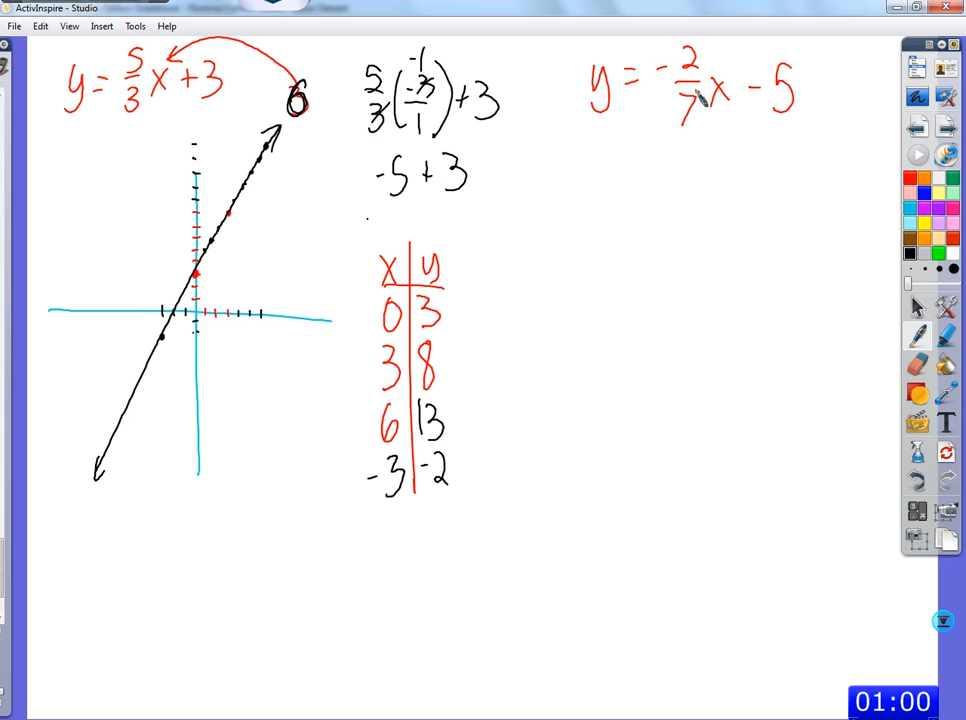 ActivInspire - Studio
File Edit View Insert Tools Help
y = 5/3 x + 3
6
5/3 (-3/1) + 3
-1
-5 + 3
x y
0 3
3 8
6 13
-3 -2
y = -2/7 x - 5
T
01:00